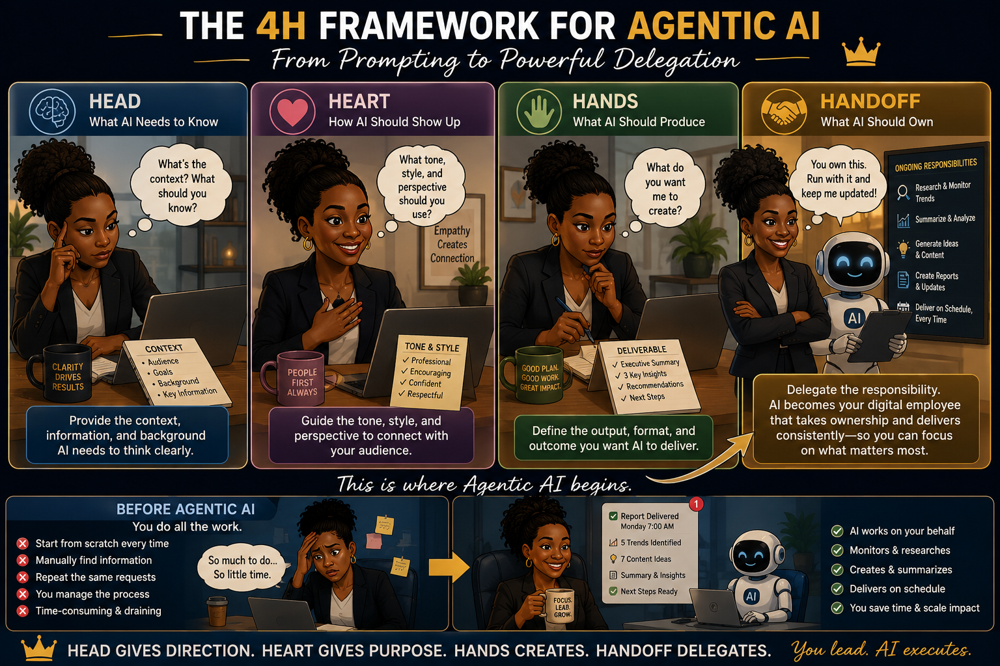 THE 4H FRAMEWORK FOR AGENTIC AI
From Prompting to Powerful Delegation
HEAD
What AI Needs to Know
What's the
context? What
should you
know?
CLARITY
DRIVES
RESULTS
CONTEXT
• Audience
• Goals
• Background
• Key Information
Provide the context,
information, and background
AI needs to think clearly.
HEART
How AI Should Show Up
What tone,
style, and
perspective
should you
use?
Empathy
Creates
Connection
PEOPLE
FIRST
ALWAYS
TONE & STYLE
✓ Professional
✓ Encouraging
✓ Confident
✓ Respectful
Guide the tone, style, and
perspective to connect with
your audience.
HANDS
What AI Should Produce
What do
you want
me to
create?
GOOD PLAN.
GOOD WORK.
GREAT IMPACT.
DELIVERABLE
✓ Executive Summary
✓ 3 Key Insights
✓ Recommendations
✓ Next Steps
Define the output, format, and
outcome you want AI to deliver.
HANDOFF
What AI Should Own
You own this.
Run with it and
keep me updated!
ONGOING RESPONSIBILITIES
Research & Monitor
Trends
Summarize & Analyze
Generate Ideas
& Content
Create Reports
& Updates
Deliver on Schedule,
Every Time
AI
Delegate the responsibility.
AI becomes your digital employee
that takes ownership and delivers
consistently—so you can focus
on what matters most.
This is where Agentic AI begins.
BEFORE AGENTIC AI
You do all the work.
Start from scratch every time
Manually find information
Repeat the same requests
You manage the process
Time-consuming & draining
So much to do...
So little time.
FOCUS.
LEAD.
GROW.
1
Report Delivered
Monday 7:00 AM
5 Trends Identified
7 Content Ideas
Summary & Insights
Next Steps Ready
AI
AI works on your behalf
Monitors & researches
Creates & summarizes
Delivers on schedule
You save time & scale impact
HEAD GIVES DIRECTION. HEART GIVES PURPOSE. HANDS CREATES. HANDOFF DELEGATES.
You lead. AI executes.